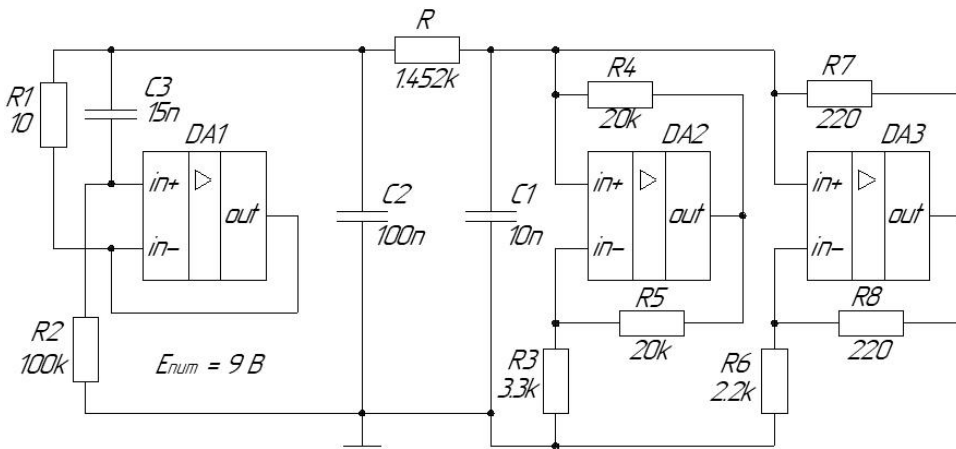 R
1.452k
R1
10
C3
15n
DA1
in+
in-
out
R2
100k
Eпит = 9 В
C2
100n
C1
10n
R4
20k
DA2
in+
in-
out
R5
20k
R3
3.3k
R7
220
DA3
in+
in-
out
R8
220
R6
2.2k